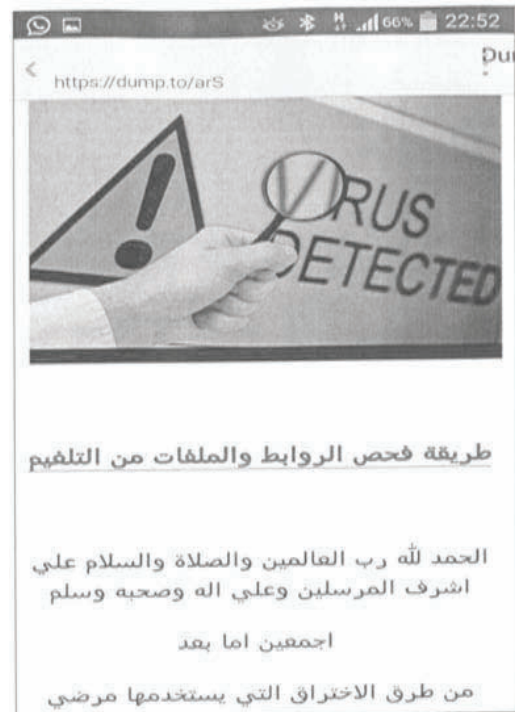 66% 22:52
https://dump.to/arS
Dur
VIRUS
DETECTED
طريقة فحص الروابط والملفات من التلغيم
الحمد لله رب العالمين والصلاة والسلام علي
اشرف المرسلين وعلي اله وصحبه وسلم
اجمعين اما بعد
من طرق الاختراق التي يستخدمها مرضي